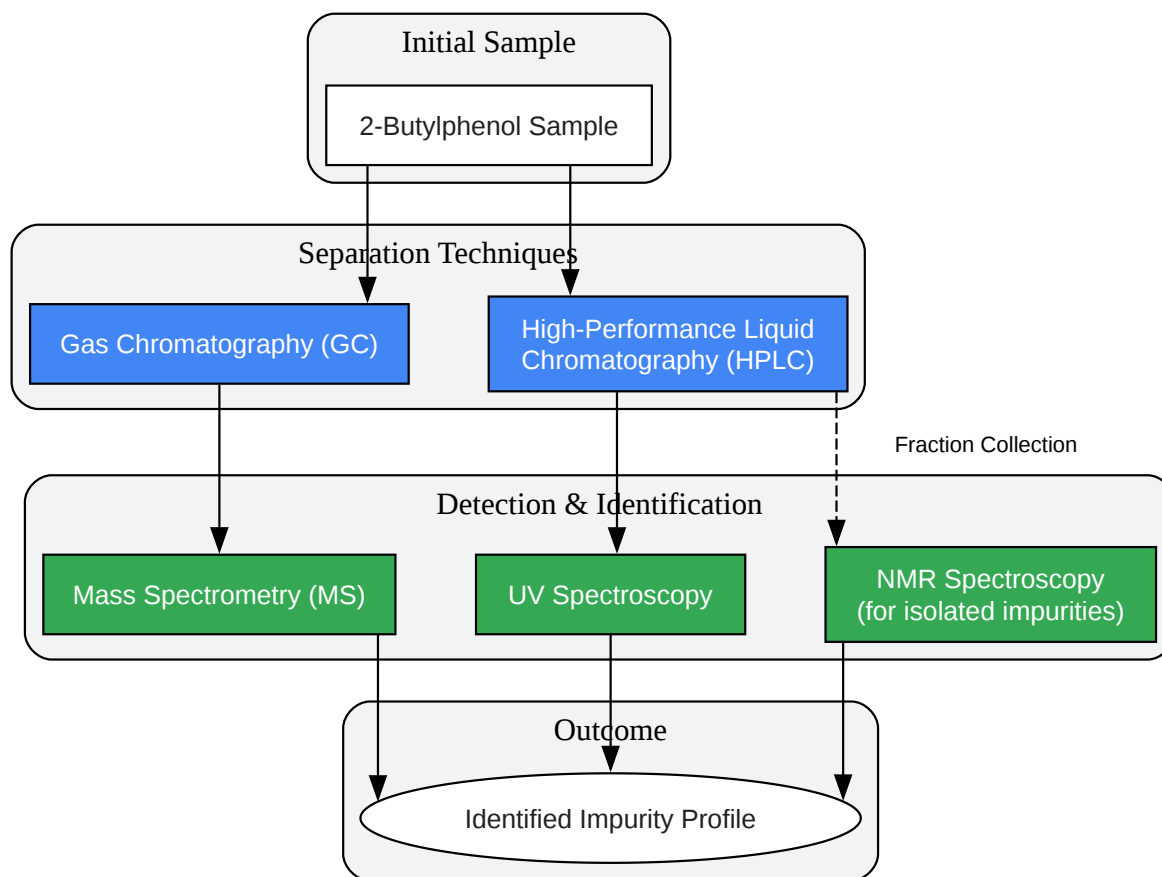 Initial Sample
2-Butylphenol Sample
Separation Techniques
Gas Chromatography (GC)
High-Performance Liquid
Chromatography (HPLC)
Fraction Collection
Detection & Identification
Mass Spectrometry (MS)
UV Spectroscopy
NMR Spectroscopy
(for isolated impurities)
Outcome
Identified Impurity Profile